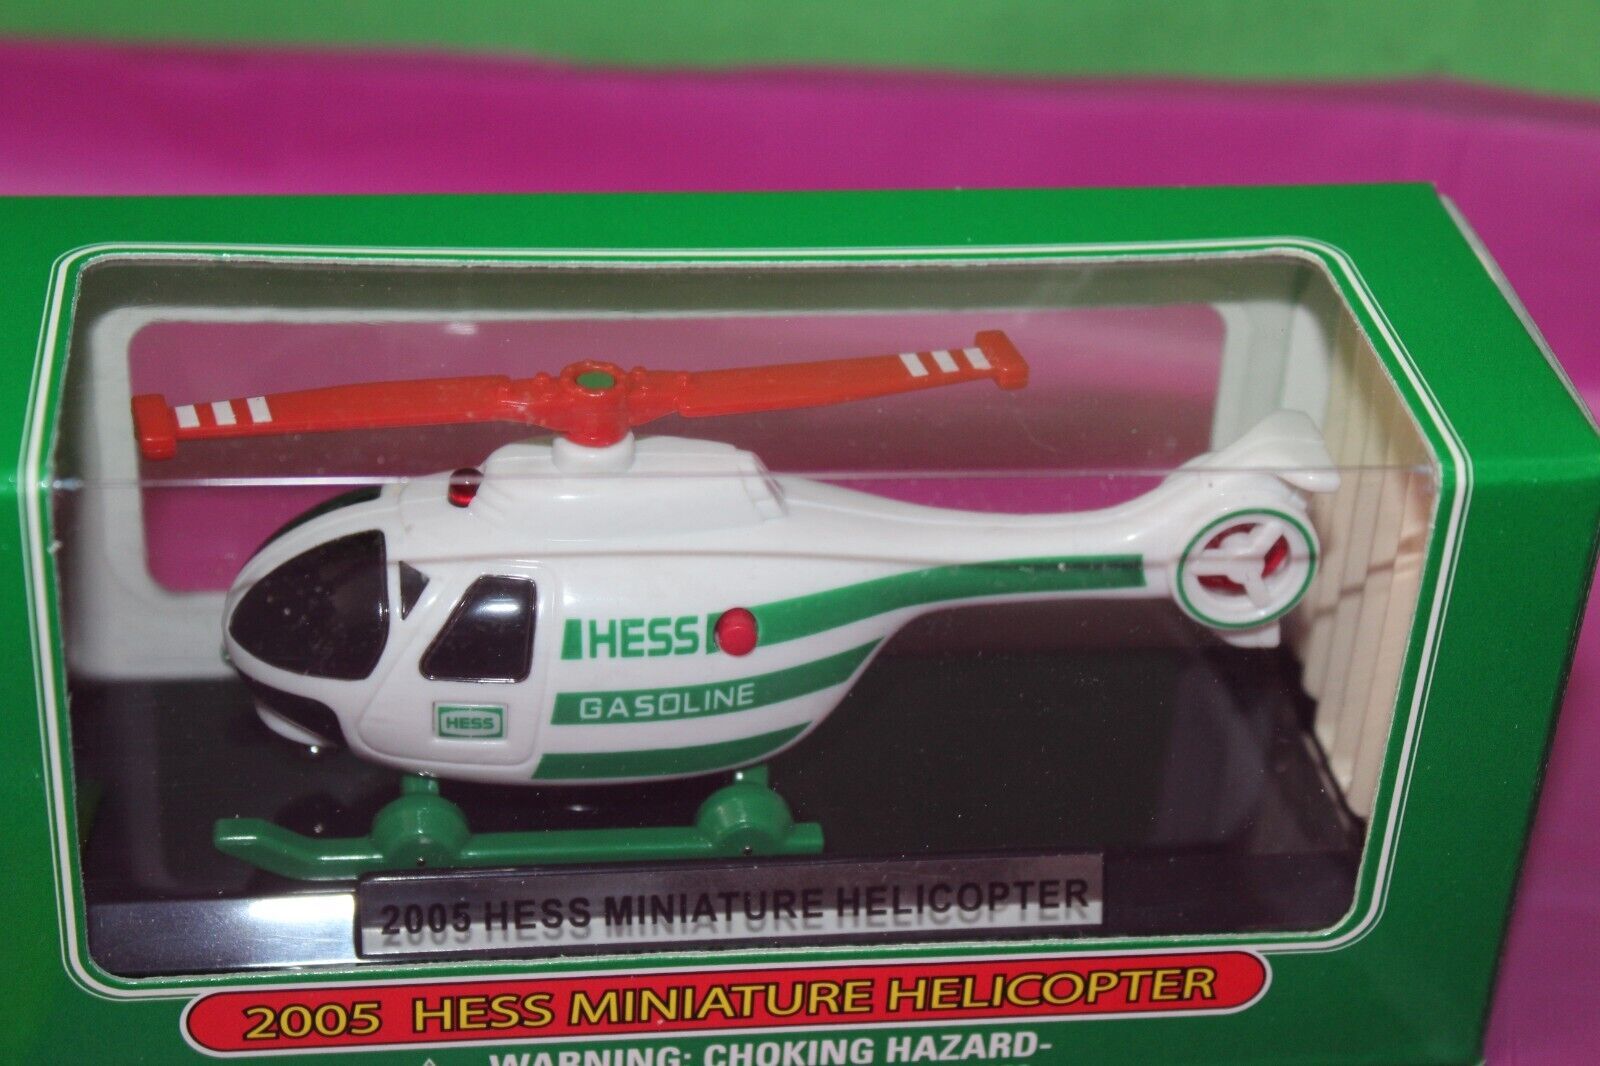 HESS
GASOLINE
HESS
2005 HESS MINIATURE HELICOPTER
2005 HESS MINIATURE HELICOPTER
WARNING: CHOKING HAZARD-